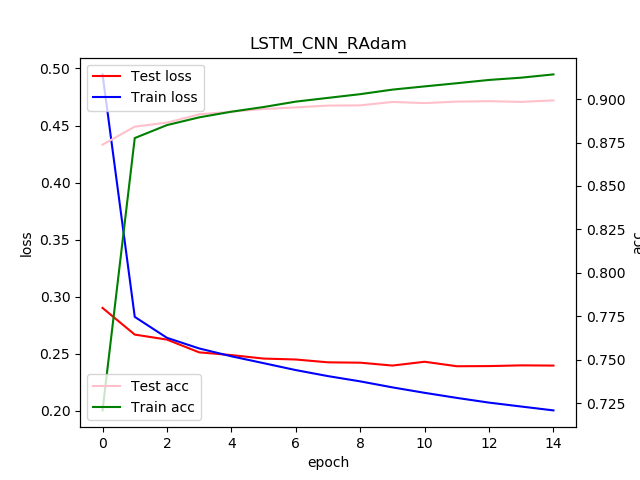 LSTM_CNN_RAdam
Test loss
Train loss
Test acc
Train acc
0.50
0.45
0.40
0.35
0.30
0.25
0.20
loss
0.900
0.875
0.850
0.825
0.800
0.775
0.750
0.725
acc
0 2 4 6 8 10 12 14
epoch